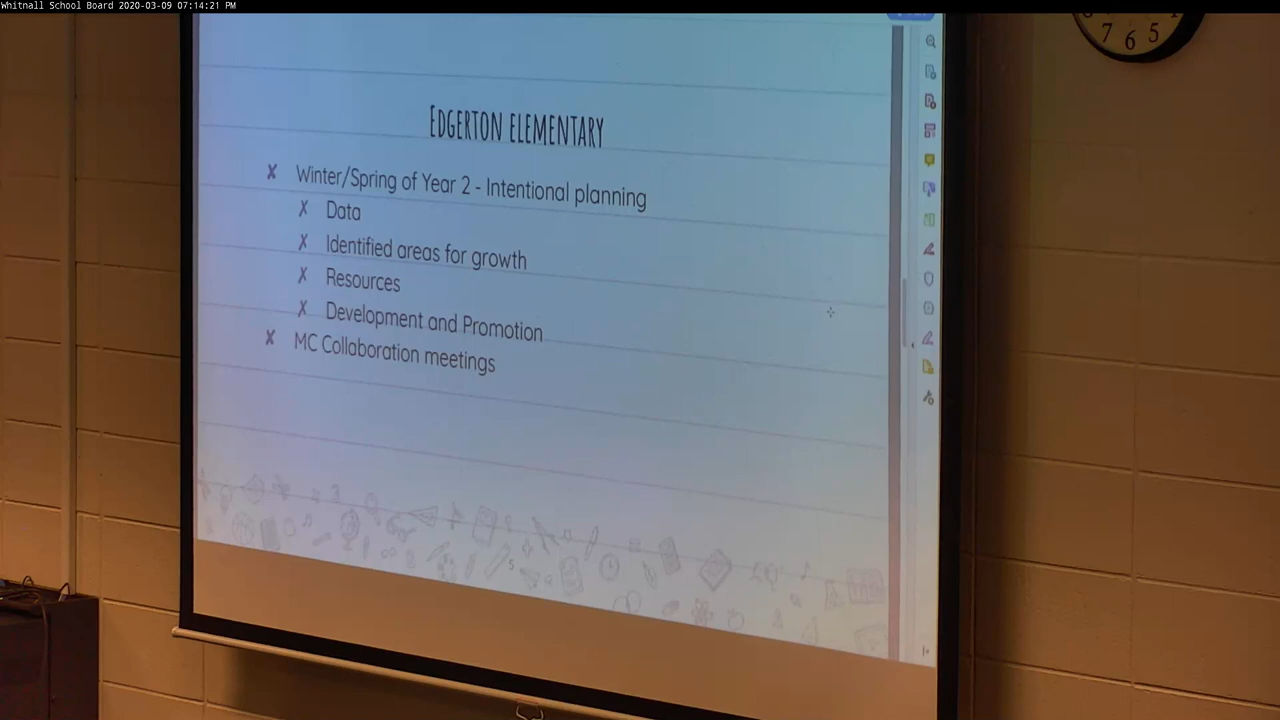 Whitnall School Board 2020-03-09 07:14:21 PM
7 6 5
EDGERTON ELEMENTARY
✘ Winter/Spring of Year 2 - Intentional planning
✘ Data
✘ Identified areas for growth
✘ Resources
✘ Development and Promotion
✘ MC Collaboration meetings